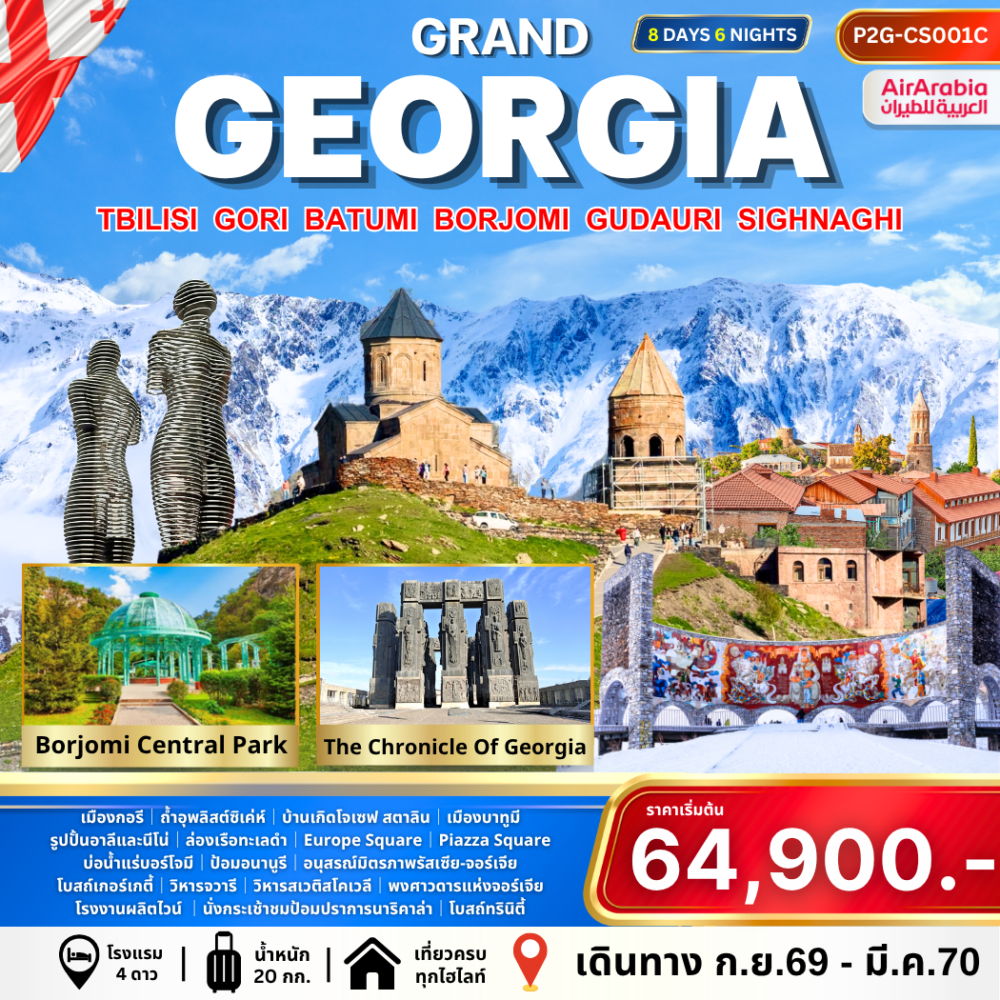 GRAND
8 DAYS 6 NIGHTS
P2G-CS001C
GEORGIA
AirArabia
العربية للطيران
TBILISI GORI BATUMI BORJOMI GUDAURI SIGHNAGHI
Borjomi Central Park
The Chronicle Of Georgia
เมืองกอรี | ถ้ำอุพลิสต์ซิเค่ห์ | บ้านเกิดโจเซฟ สตาลิน | เมืองบาทูมี
รูปปั้นอาลีและนีโน่ | ล่องเรือทะเลดำ | Europe Square | Piazza Square
บ่อน้ำแร่บอร์โจมี | ป้อมอนานูรี | อนุสรณ์มิตรภาพรัสเซีย-จอร์เจีย
โบสถ์เกอร์เกตี้ | วิหารจวารี | วิหารสเวติสโคเวลี | พงศาวดารแห่งจอร์เจีย
โรงงานผลิตไวน์ | นั่งกระเช้าชมป้อมปราการนาริคาล่า | โบสถ์ทรินิตี้
ราคาเริ่มต้น
64,900.-
โรงแรม
4 ดาว
น้ำหนัก
20 กก.
เที่ยวครบ
ทุกไฮไลท์
เดินทาง ก.ย.69 - มี.ค.70